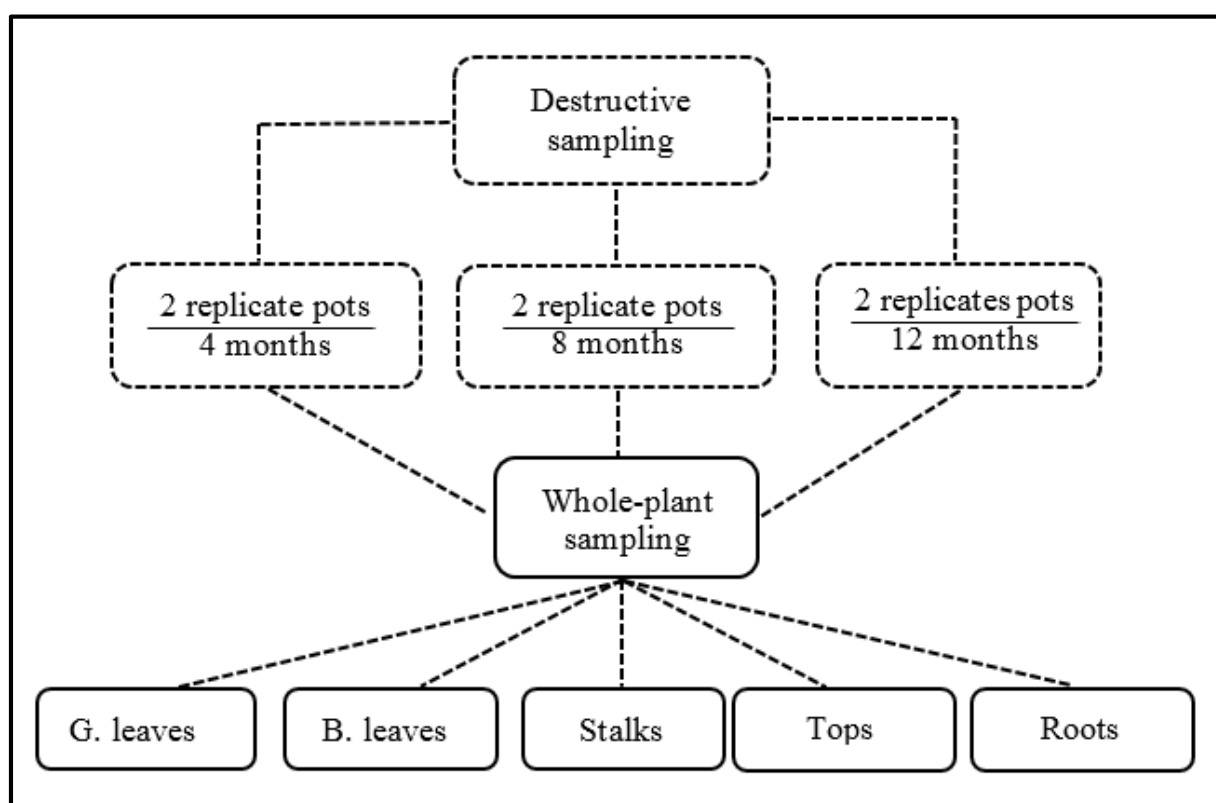 Destructive
sampling
2 replicate pots
4 months
2 replicate pots
8 months
2 replicates pots
12 months
Whole-plant
sampling
G. leaves
B. leaves
Stalks
Tops
Roots